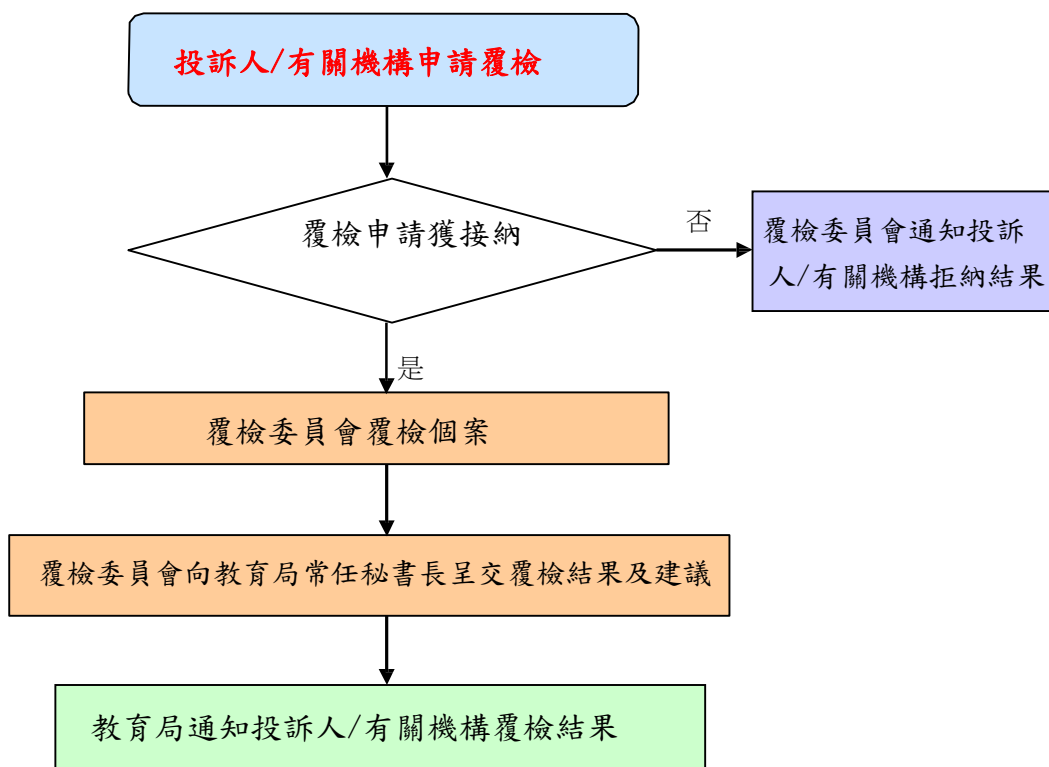 投訴人/有關機構申請覆檢
覆檢申請獲接納
否
覆檢委員會通知投訴
人/有關機構拒納結果
是
覆檢委員會覆檢個案
覆檢委員會向教育局常任秘書長呈交覆檢結果及建議
教育局通知投訴人/有關機構覆檢結果